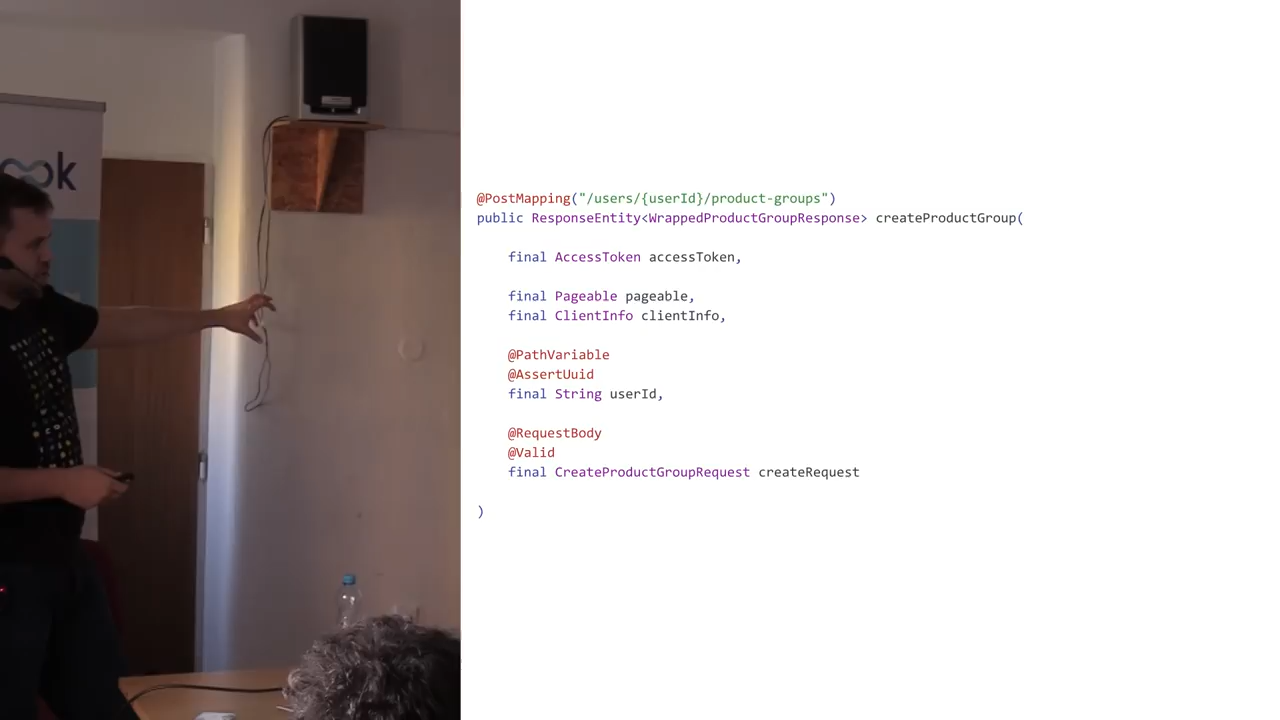 ook
@PostMapping("/users/{userId}/product-groups")
public ResponseEntity<WrappedProductGroupResponse> createProductGroup(
final AccessToken accessToken,
final Pageable pageable,
final ClientInfo clientInfo,
@PathVariable
@AssertUuid
final String userId,
@RequestBody
@Valid
final CreateProductGroupRequest createRequest
)